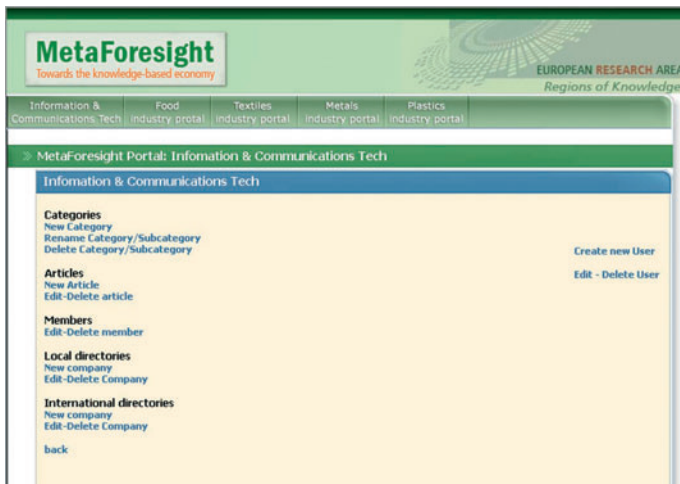 MetaForesight
Towards the knowledge-based economy
EUROPEAN RESEARCH AREA
Regions of Knowledge
Information & Communications Tech
Food industry protal
Textiles industry portal
Metals industry portal
Plastics industry portal
» MetaForesight Portal: Infomation & Communications Tech
Infomation & Communications Tech
Categories
New Category
Rename Category/Subcategory
Delete Category/Subcategory
Articles
New Article
Edit-Delete article
Members
Edit-Delete member
Local directories
New company
Edit-Delete Company
International directories
New company
Edit-Delete Company
back
Create new User
Edit - Delete User